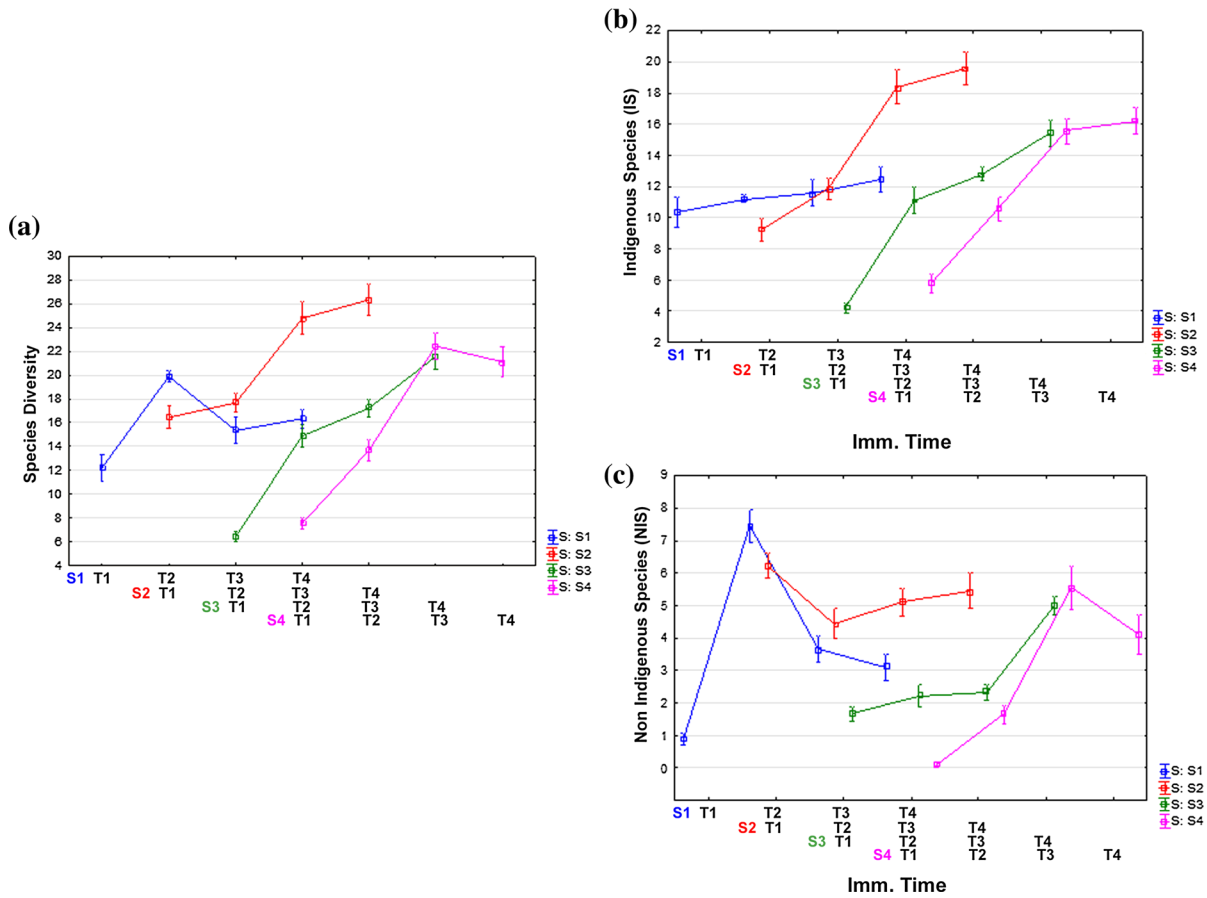 (a)
Species Diversity
30
28
26
24
22
20
18
16
14
12
10
8
6
4
S1 T1 T2 T3 T4
S2 T1 T2 T3 T4
S3 T1 T2 T3 T4
S4 T1 T2 T3 T4
S: S1
S: S2
S: S3
S: S4
(b)
Indigenous Species (IS)
22
20
18
16
14
12
10
8
6
4
2
S1 T1 T2 T3 T4
S2 T1 T2 T3 T4
S3 T1 T2 T3 T4
S4 T1 T2 T3 T4
Imm. Time
S: S1
S: S2
S: S3
S: S4
(c)
Non Indigenous Species (NIS)
9
8
7
6
5
4
3
2
1
0
S1 T1 T2 T3 T4
S2 T1 T2 T3 T4
S3 T1 T2 T3 T4
S4 T1 T2 T3 T4
Imm. Time
S: S1
S: S2
S: S3
S: S4